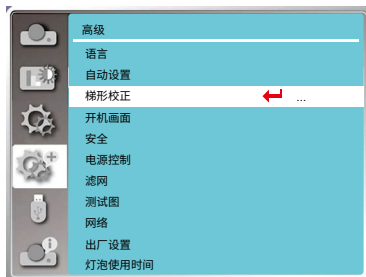 高级
语言
自动设置
梯形校正 ...
开机画面
安全
电源控制
滤网
测试图
网络
出厂设置
灯泡使用时间